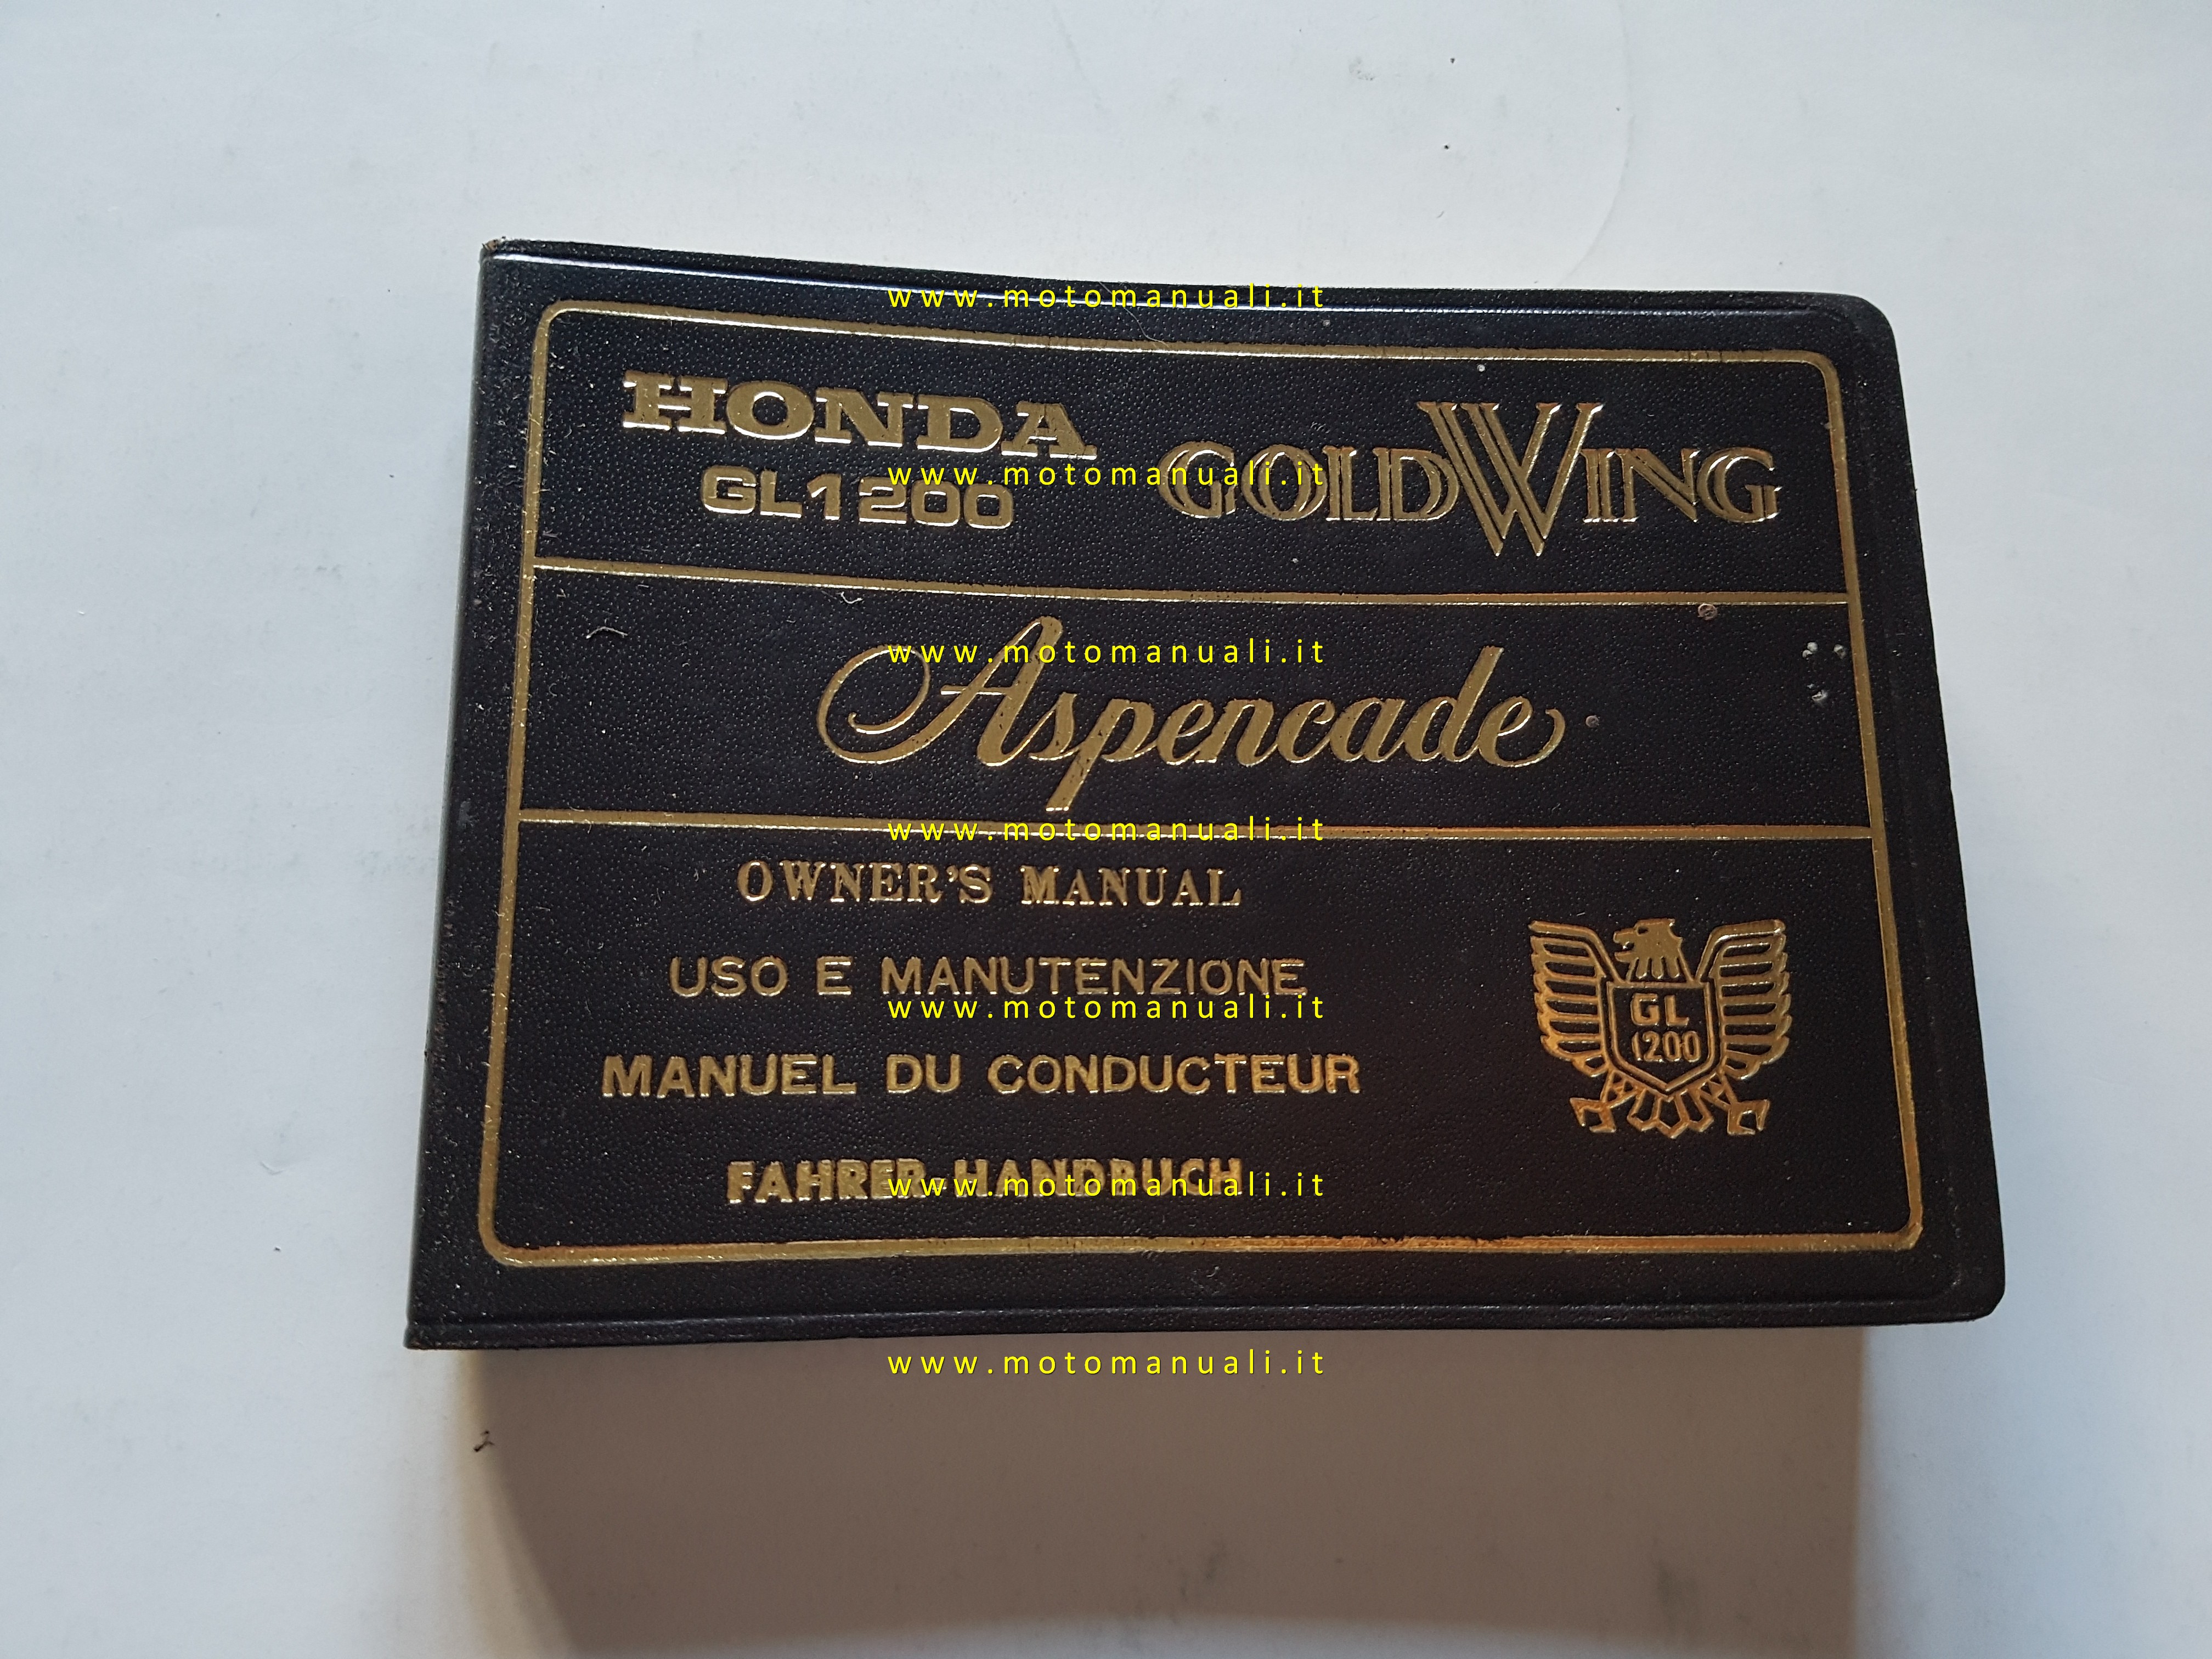 www.motomanuali.it
HONDA
GOLDWING
www.motomanuali.it
GL1200
www.motomanuali.it
Aspencade
www.motomanuali.it
OWNER'S MANUAL
USO E MANUTENZIONE
www.motomanuali.it
GL
1200
MANUEL DU CONDUCTEUR
FAHRER-HANDBUCH
www.motomanuali.it
www.motomanuali.it